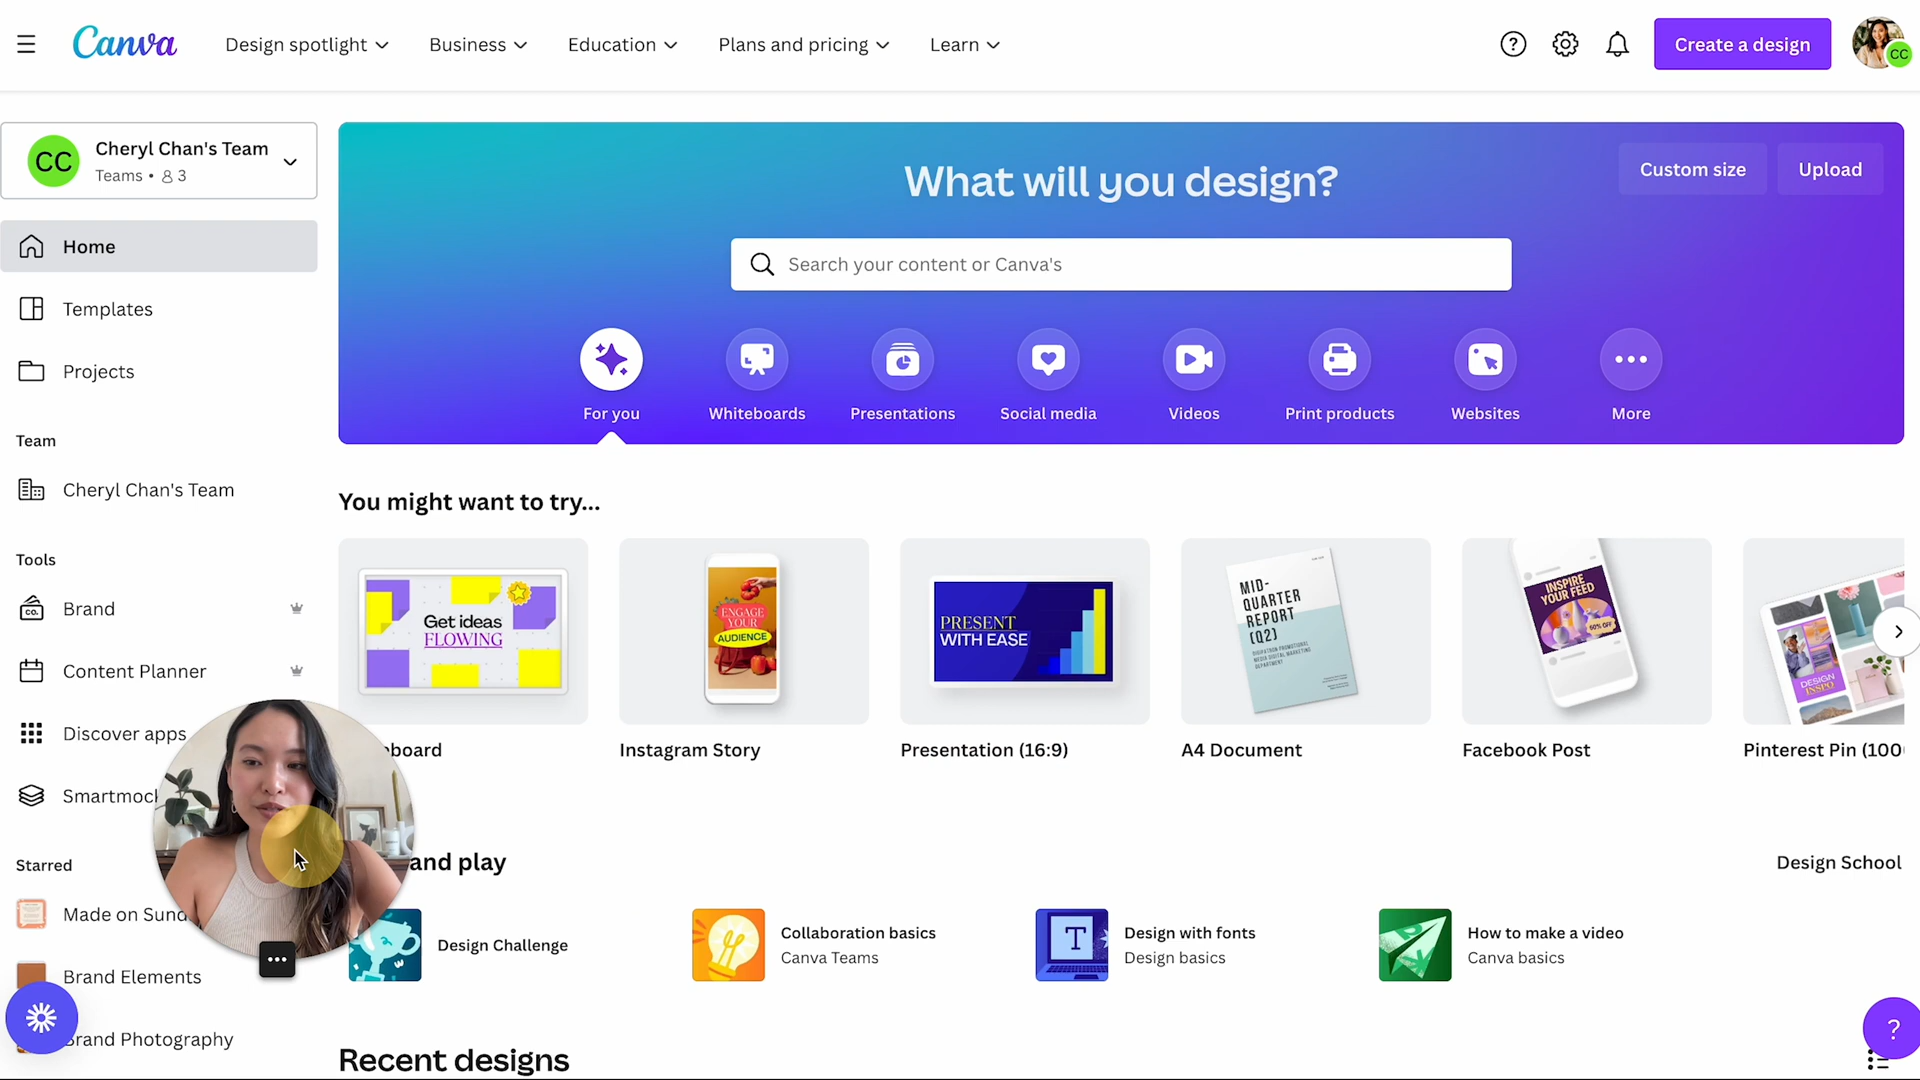 Canva
Design spotlight
Business
Education
Plans and pricing
Learn
?
Create a design
CC
CC
Cheryl Chan's Team
Teams • 3
Home
Templates
Projects
Team
Cheryl Chan's Team
Tools
Brand
Content Planner
Discover apps
Smartmock
Starred
Made on Sund
Brand Elements
Brand Photography
What will you design?
Custom size
Upload
Search your content or Canva's
For you
Whiteboards
Presentations
Social media
Videos
Print products
Websites
More
You might want to try...
Get ideas
FLOWING
ENGAGE
YOUR
AUDIENCE
PRESENT
WITH EASE
MID-
QUARTER
REPORT
(Q2)
INSPIRE
YOUR FEED
50% OFF
DESIGN
INSPO
board
Instagram Story
Presentation (16:9)
A4 Document
Facebook Post
Pinterest Pin (100
and play
Design School
Design Challenge
Collaboration basics
Canva Teams
T
Design with fonts
Design basics
How to make a video
Canva basics
Recent designs
?